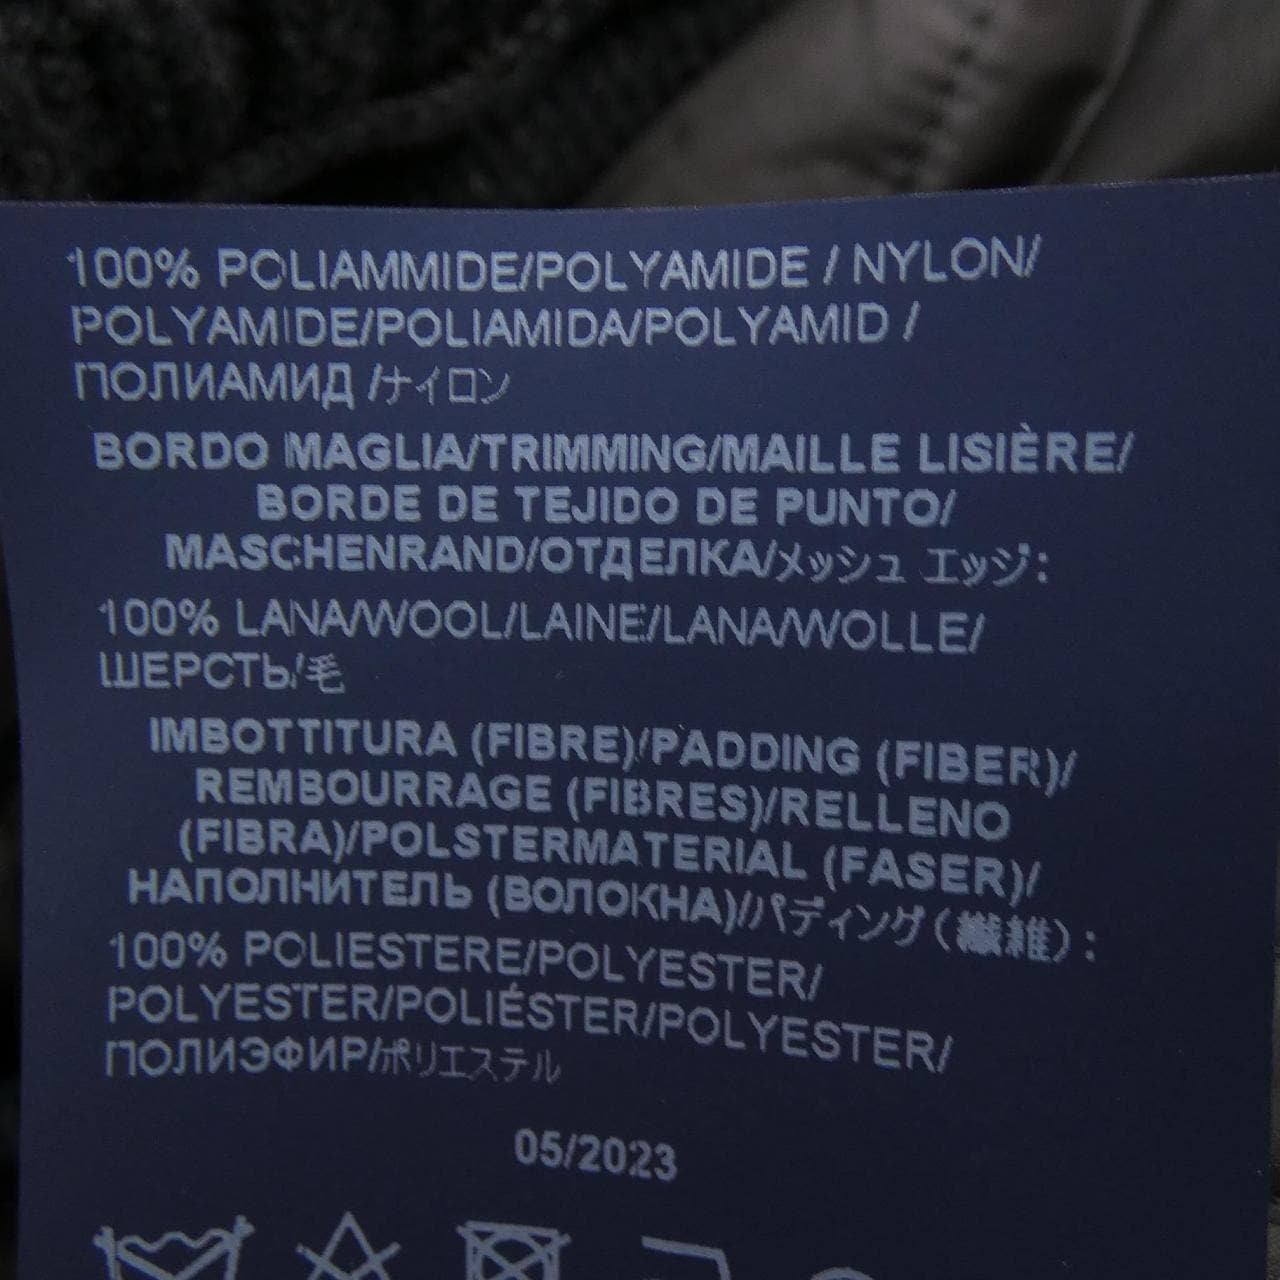 100% POLIAMMIDE/POLYAMIDE / NYLON/
POLYAMIDE/POLIAMIDA/POLYAMID /
ПОЛИАМИД /ナイロン
BORDO MAGLIA/TRIMMING/MAILLE LISIÈRE/
BORDE DE TEJIDO DE PUNTO/
MASCHENRAND/ОТДЕЛКА/メッシュ エッジ:
100% LANA/WOOL/LAINE/LANA/WOLLE/
ШЕРСТЬ/毛
IMBOTTITURA (FIBRE)/PADDING (FIBER)/
REMBOURRAGE (FIBRES)/RELLENO
(FIBRA)/POLSTERMATERIAL (FASER)/
НАПОЛНИТЕЛЬ (ВОЛОКНА)/パディング(繊維):
100% POLIESTERE/POLYESTER/
POLYESTER/POLIÉSTER/POLYESTER/
ПОЛИЭФИР/ポリエステル
05/2023